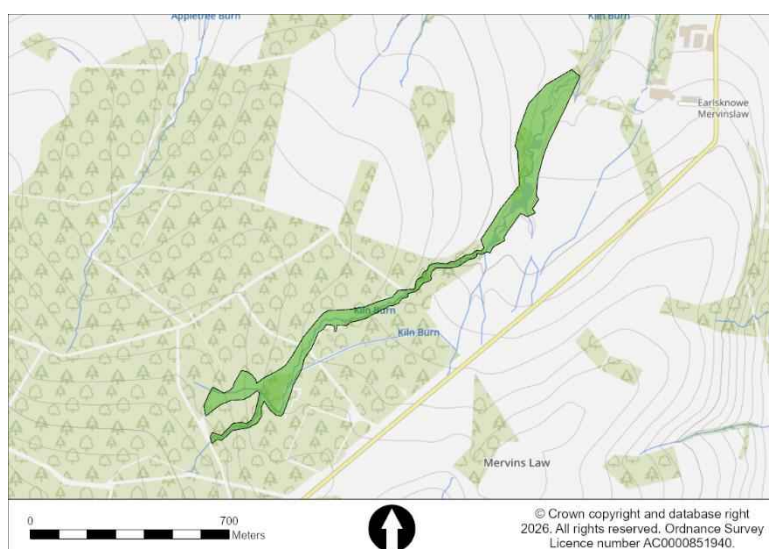 Appletree Burn
Kiln Burn
Earlsknowe
Mervinslaw
Kiln Burn
Kiln Burn
Mervins Law
0
700
Meters
© Crown copyright and database right
2026. All rights reserved. Ordnance Survey
Licence number AC0000851940.